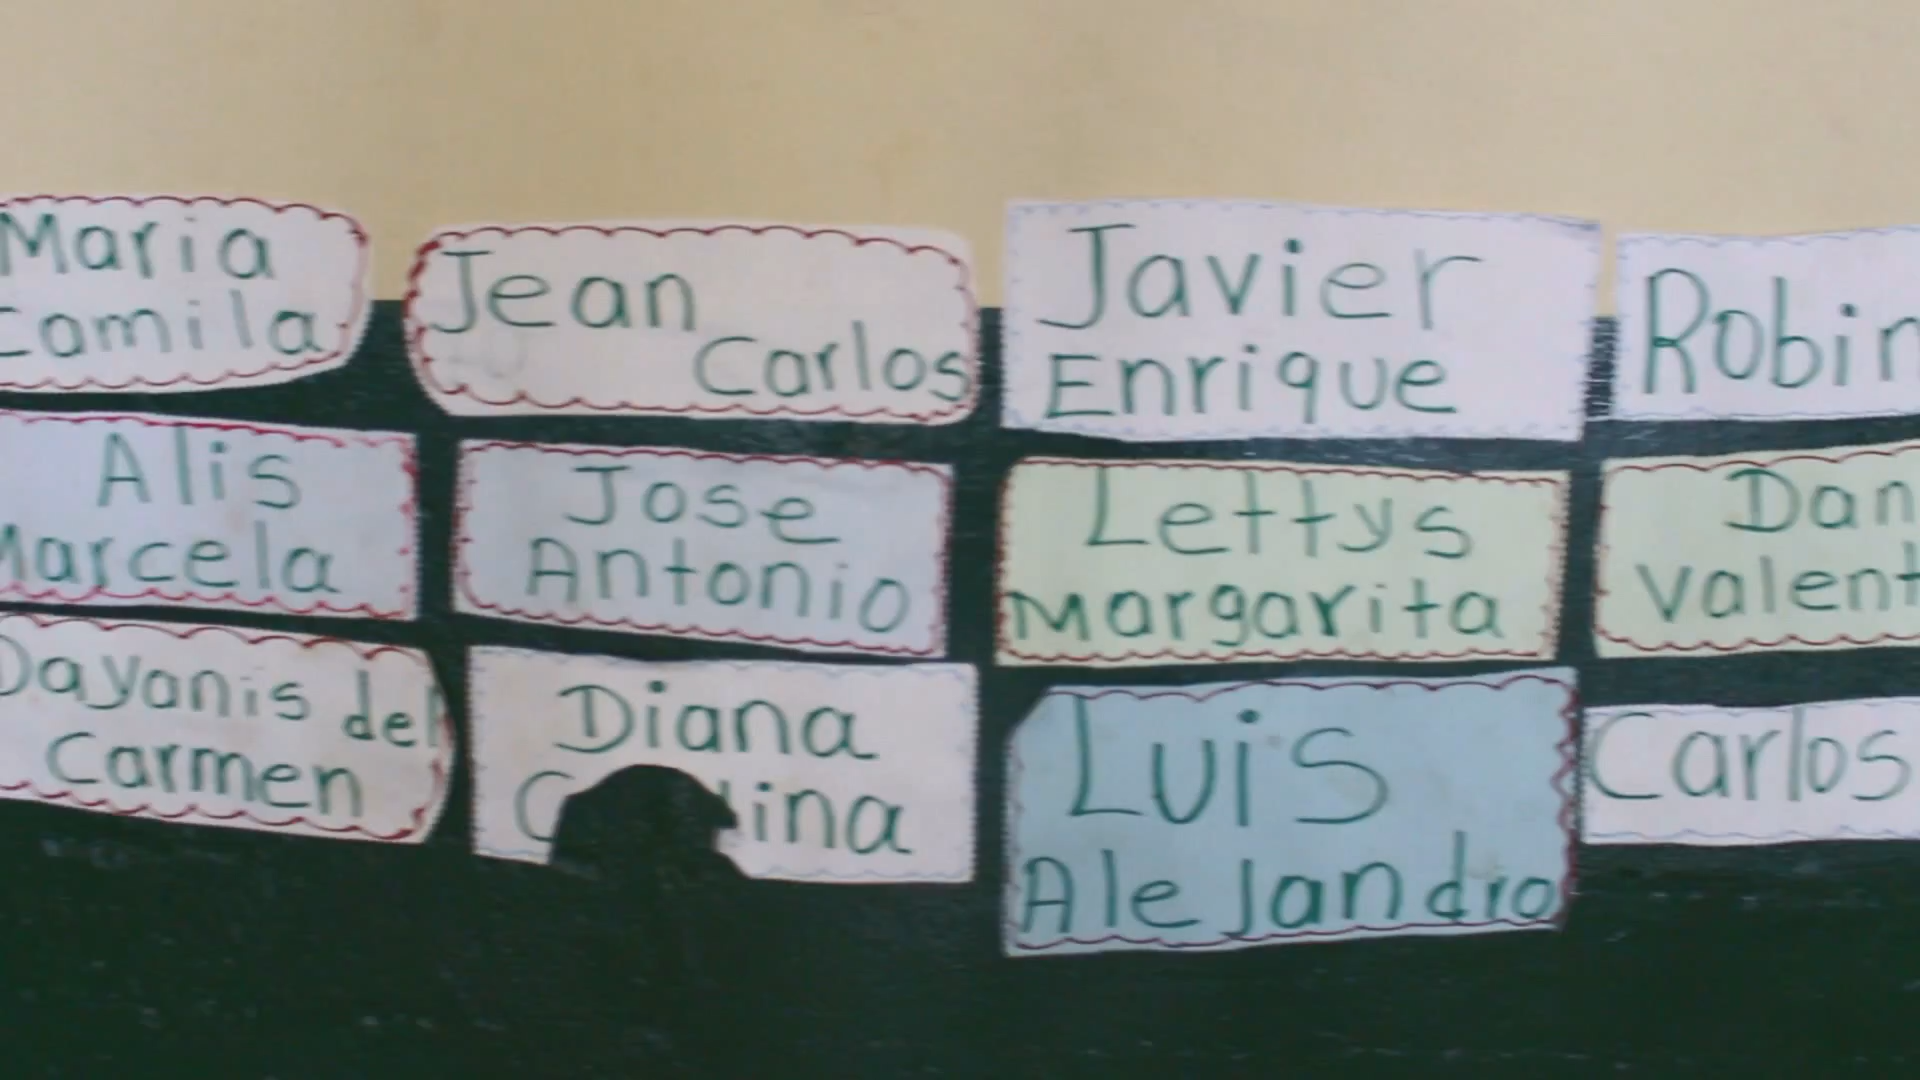 Maria
Camila
Jean
Carlos
Javier
Enrique
Robin
Alis
Marcela
Jose
Antonio
Lettys
Margarita
Dan
Valent
Dayanis del
Carmen
Diana
Luis
Alejandro
Carlos